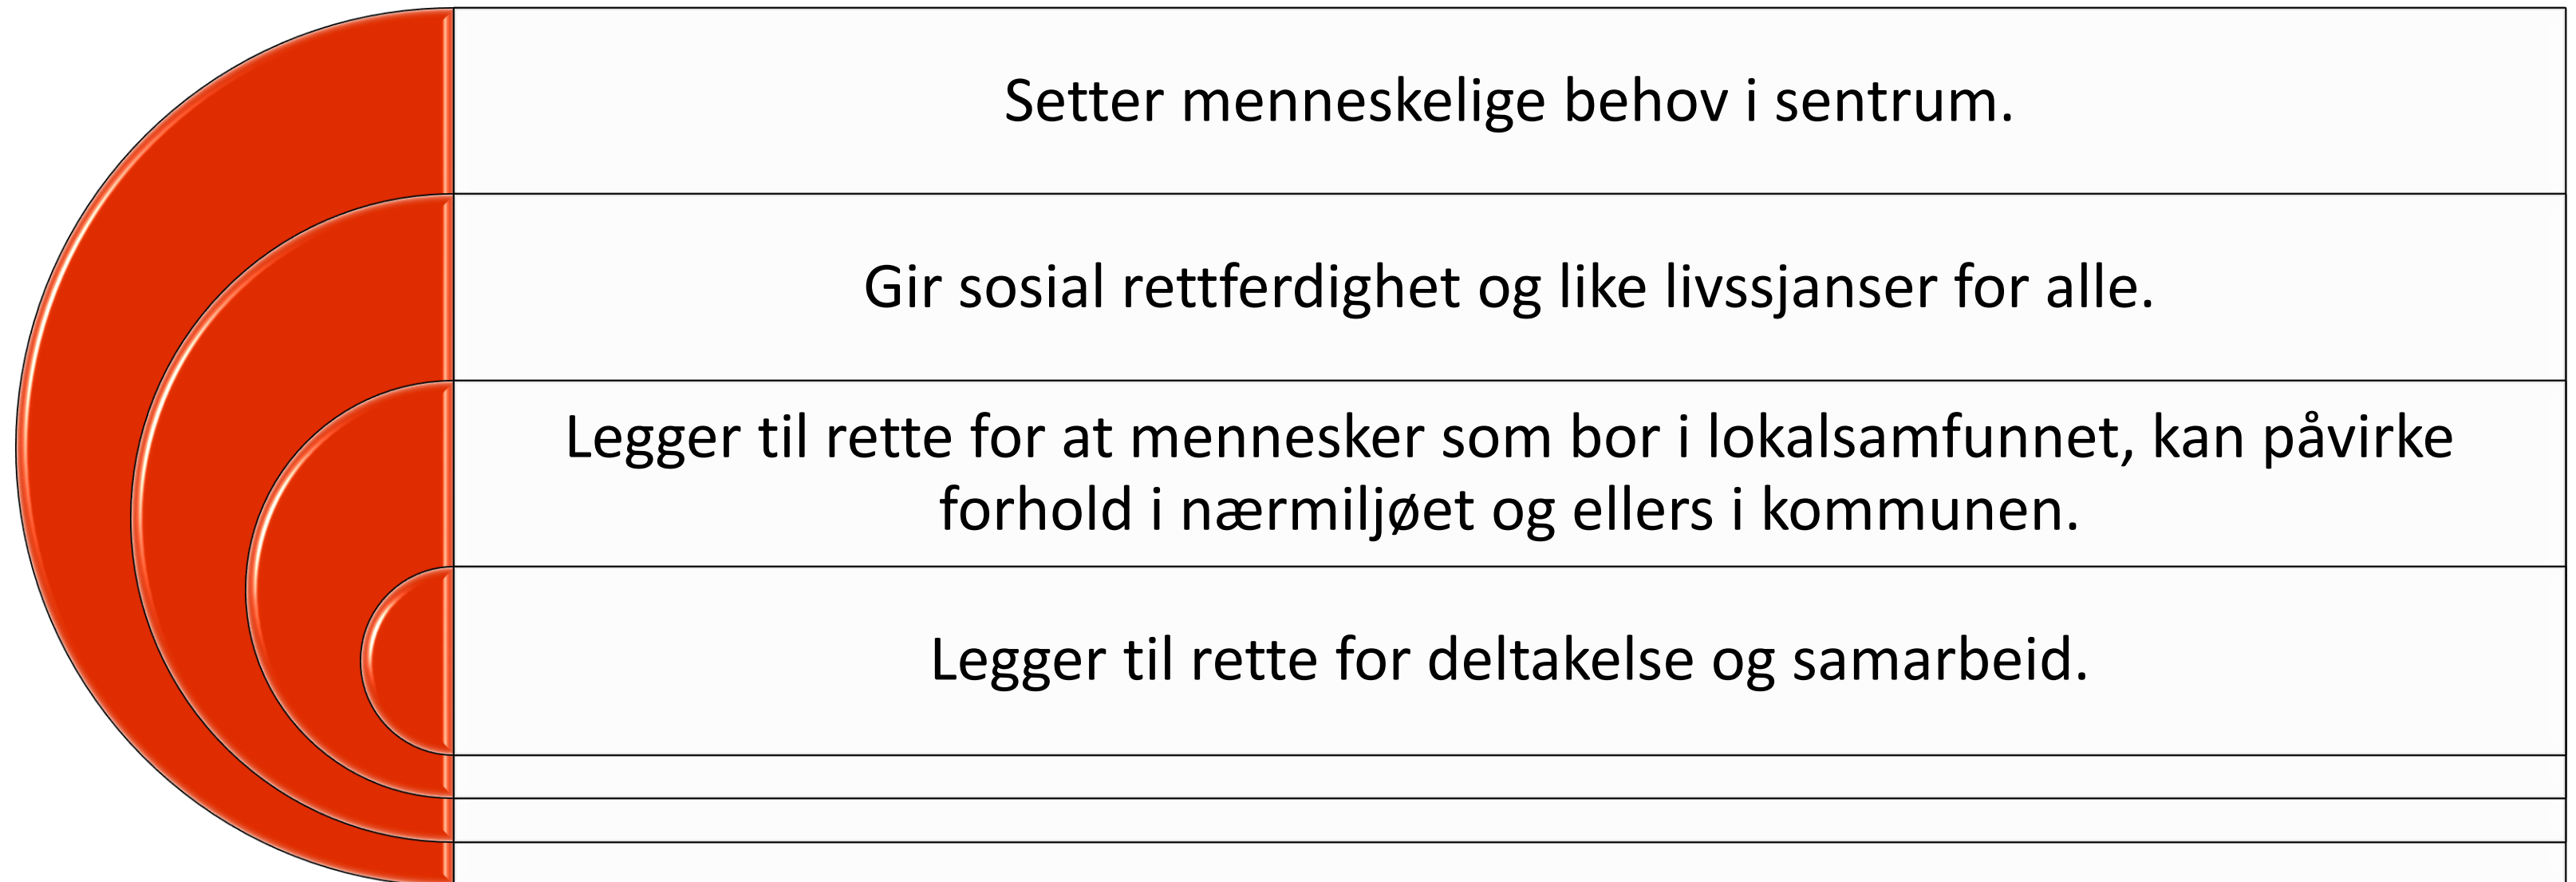 Setter menneskelige behov i sentrum.
Gir sosial rettferdighet og like livssjanser for alle.
Legger til rette for at mennesker som bor i lokalsamfunnet, kan påvirke
forhold i nærmiljøet og ellers i kommunen.
Legger til rette for deltakelse og samarbeid.